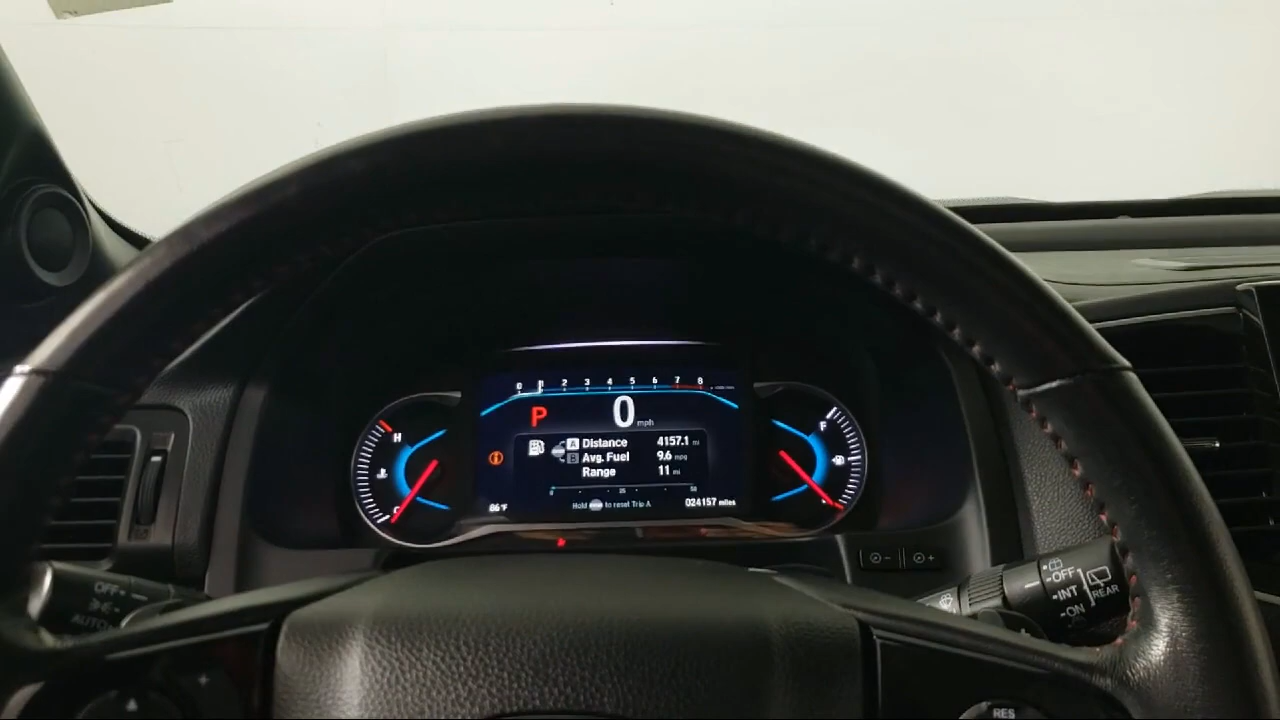 0 1 2 3 4 5 6 7 8
P 0 mph
A Distance 4157.1 mi
B Avg. Fuel 9.6 mpg
Range 11 mi
0 25 50
86°F
Hold to reset Trip A
024157 miles
H
C
F
OFF
AUTO
OFF
INT
ON
REAR
- +
+
RES